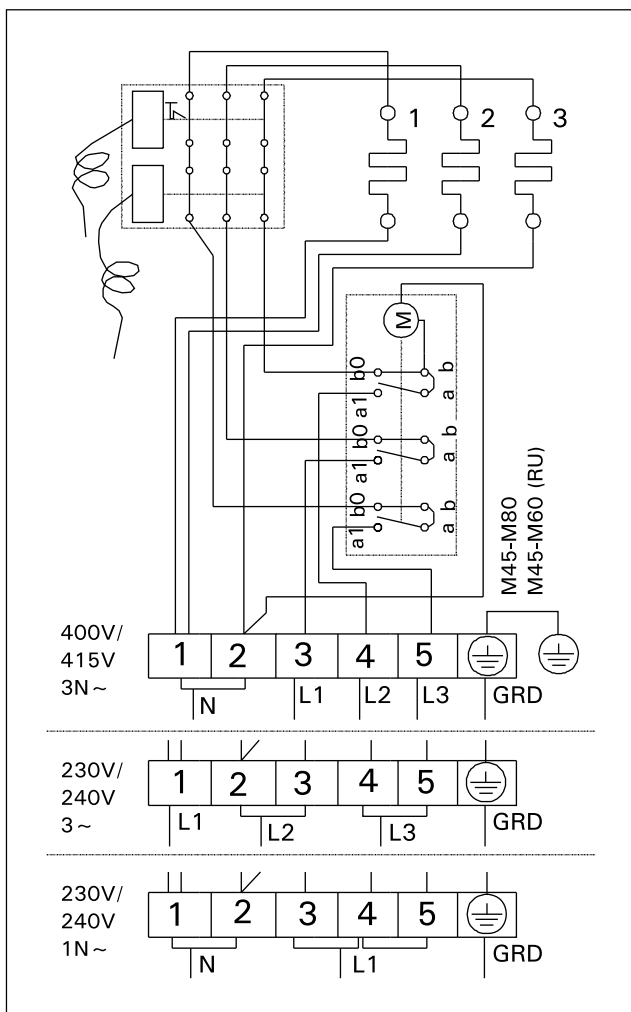 1 2 3
M
b0 b
a1 a
b0 b
a1 a
b0 b
a1 a
M45-M80
M45-M60 (RU)
400V/
415V
3N~
1 2 3 4 5
N L1 L2 L3 GRD
230V/
240V
3~
1 2 3 4 5
L1 L2 L3 GRD
230V/
240V
1N~
1 2 3 4 5
N L1 GRD